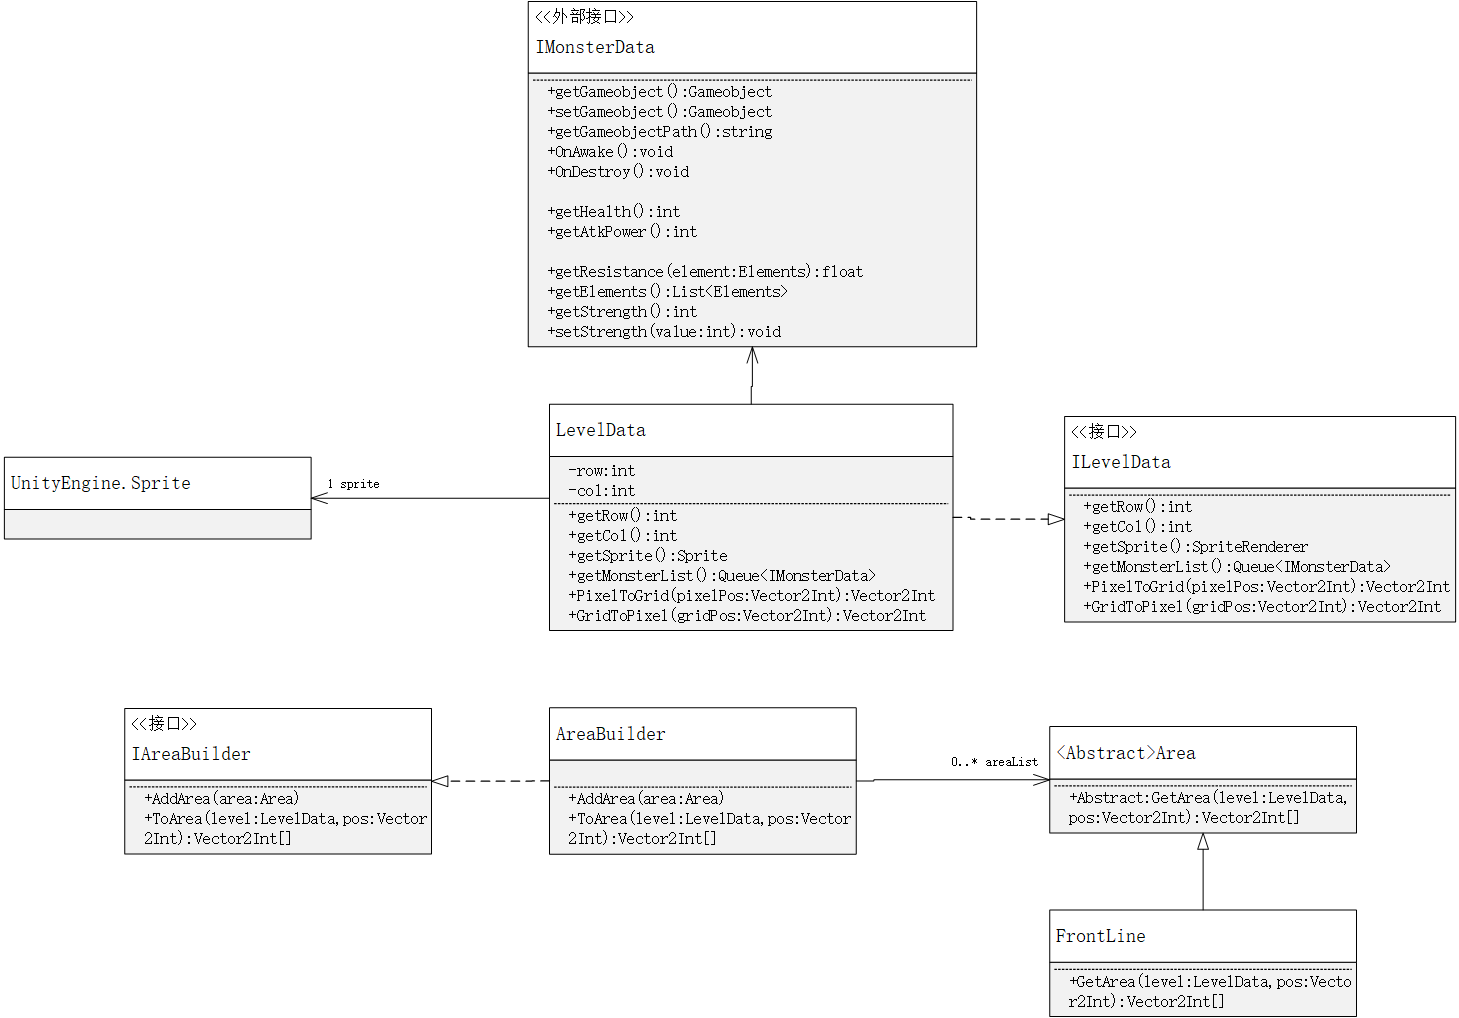 <<外部接口>>
IMonsterData
+getGameobject():Gameobject
+setGameobject():Gameobject
+getGameobjectPath():string
+OnAwake():void
+OnDestroy():void
+getHealth():int
+getAtkPower():int
+getResistance(element:Elements):float
+getElements():List<Elements>
+getStrength():int
+setStrength(value:int):void
UnityEngine.Sprite
1 sprite
LevelData
-row:int
-col:int
+getRow():int
+getCol():int
+getSprite():Sprite
+getMonsterList():Queue<IMonsterData>
+PixelToGrid(pixelPos:Vector2Int):Vector2Int
+GridToPixel(gridPos:Vector2Int):Vector2Int
<<接口>>
ILevelData
+getRow():int
+getCol():int
+getSprite():SpriteRenderer
+getMonsterList():Queue<IMonsterData>
+PixelToGrid(pixelPos:Vector2Int):Vector2Int
+GridToPixel(gridPos:Vector2Int):Vector2Int
<<接口>>
IAreaBuilder
+AddArea(area:Area)
+ToArea(level:LevelData,pos:Vector
2Int):Vector2Int[]
AreaBuilder
+AddArea(area:Area)
+ToArea(level:LevelData,pos:Vector
2Int):Vector2Int[]
0..* areaList
<Abstract>Area
+Abstract:GetArea(level:LevelData,
pos:Vector2Int):Vector2Int[]
FrontLine
+GetArea(level:LevelData,pos:Vecto
r2Int):Vector2Int[]